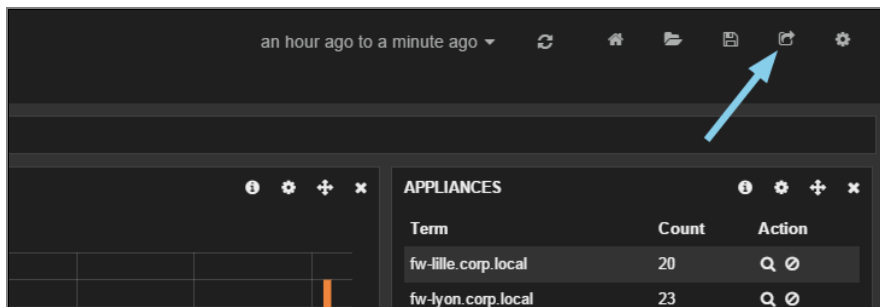 an hour ago to a minute ago
APPLIANCES
Term Count Action
fw-lille.corp.local 20
fw-lyon.corp.local 23